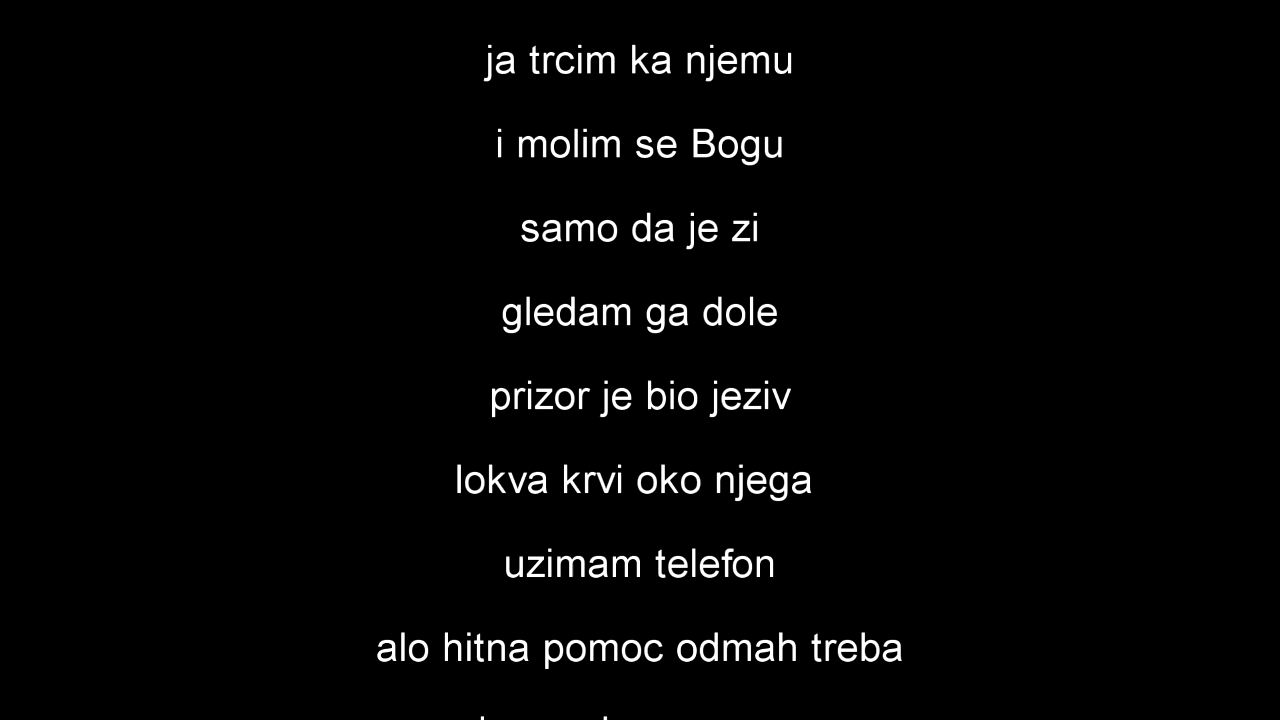 ja trcim ka njemu
i molim se Bogu
samo da je zi
gledam ga dole
prizor je bio jeziv
lokva krvi oko njega
uzimam telefon
alo hitna pomoc odmah treba